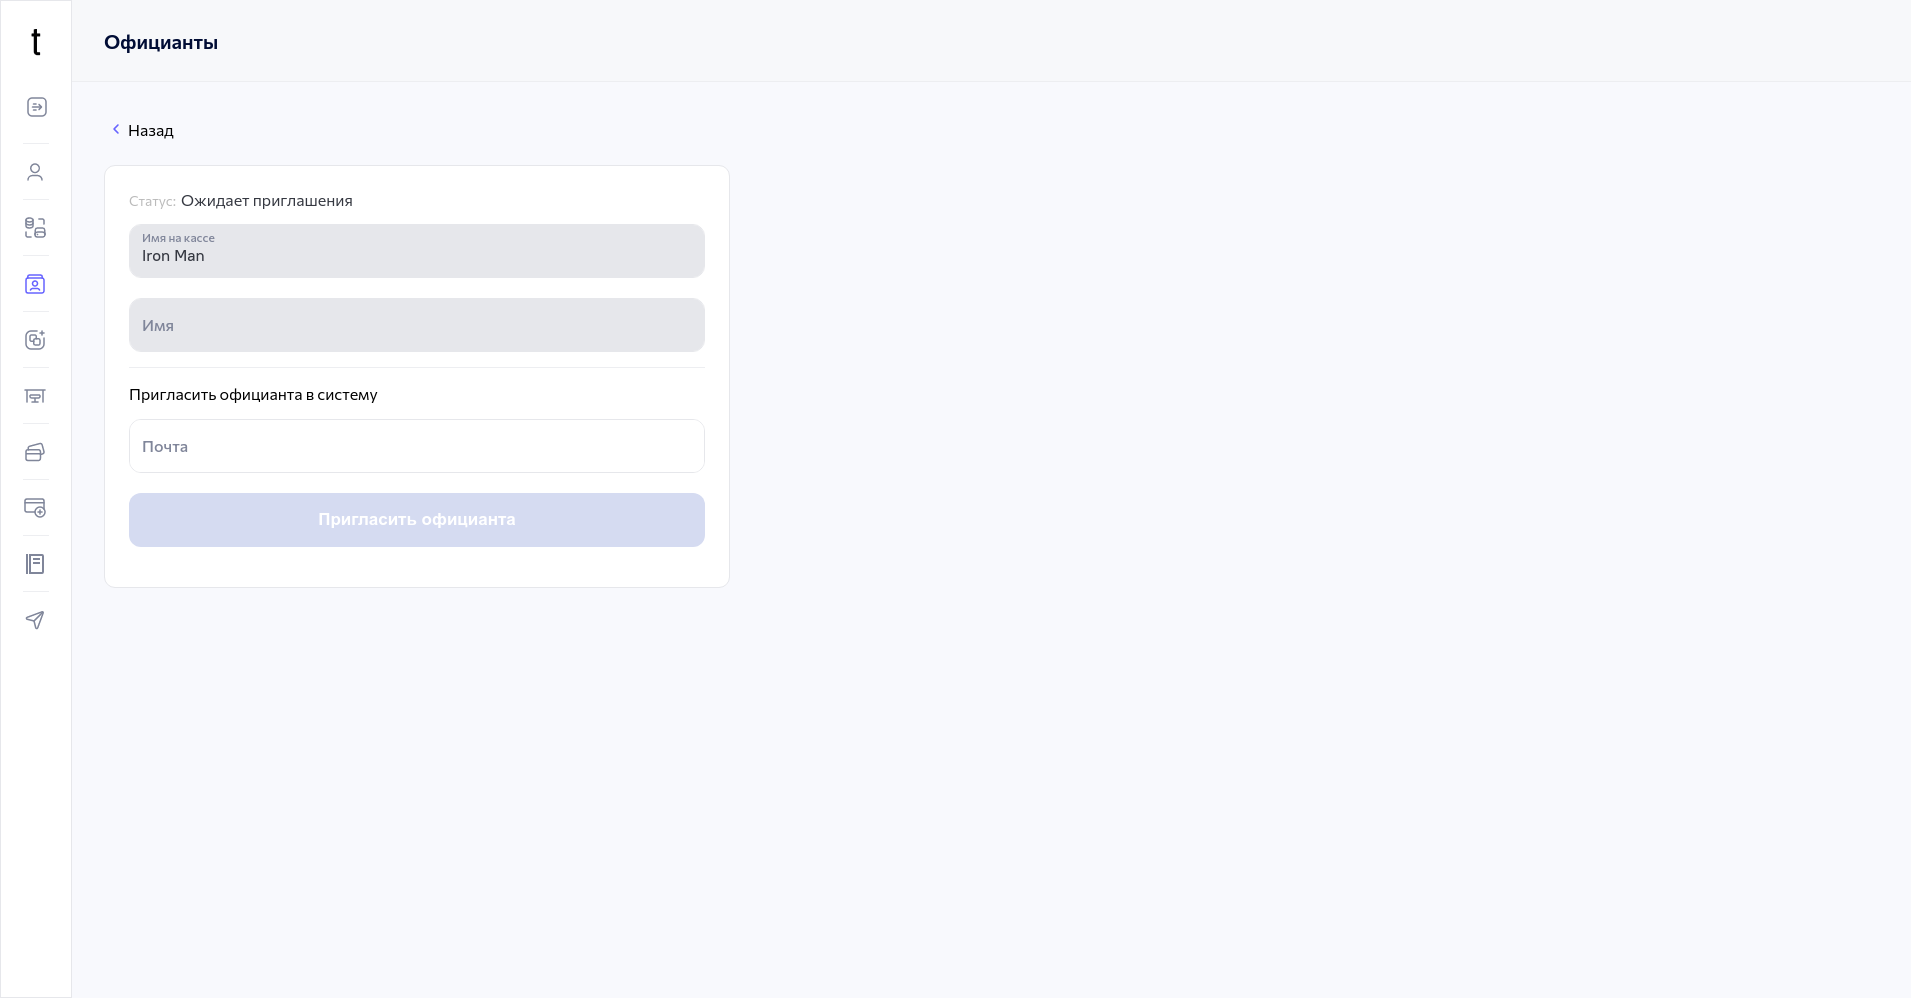 t
Официанты
Назад
Статус: Ожидает приглашения
Имя на кассе
Iron Man
Имя
Пригласить официанта в систему
Почта
Пригласить официанта